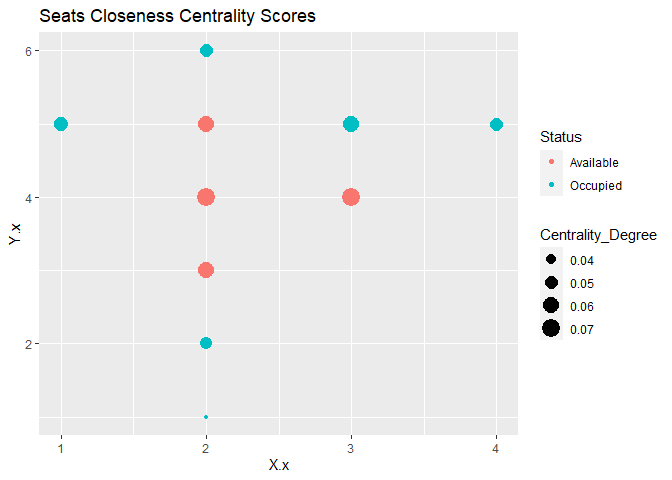 Seats Closeness Centrality Scores
6
4
2
Y.x
1
2
3
4
X.x
Status
Available
Occupied
Centrality_Degree
0.04
0.05
0.06
0.07